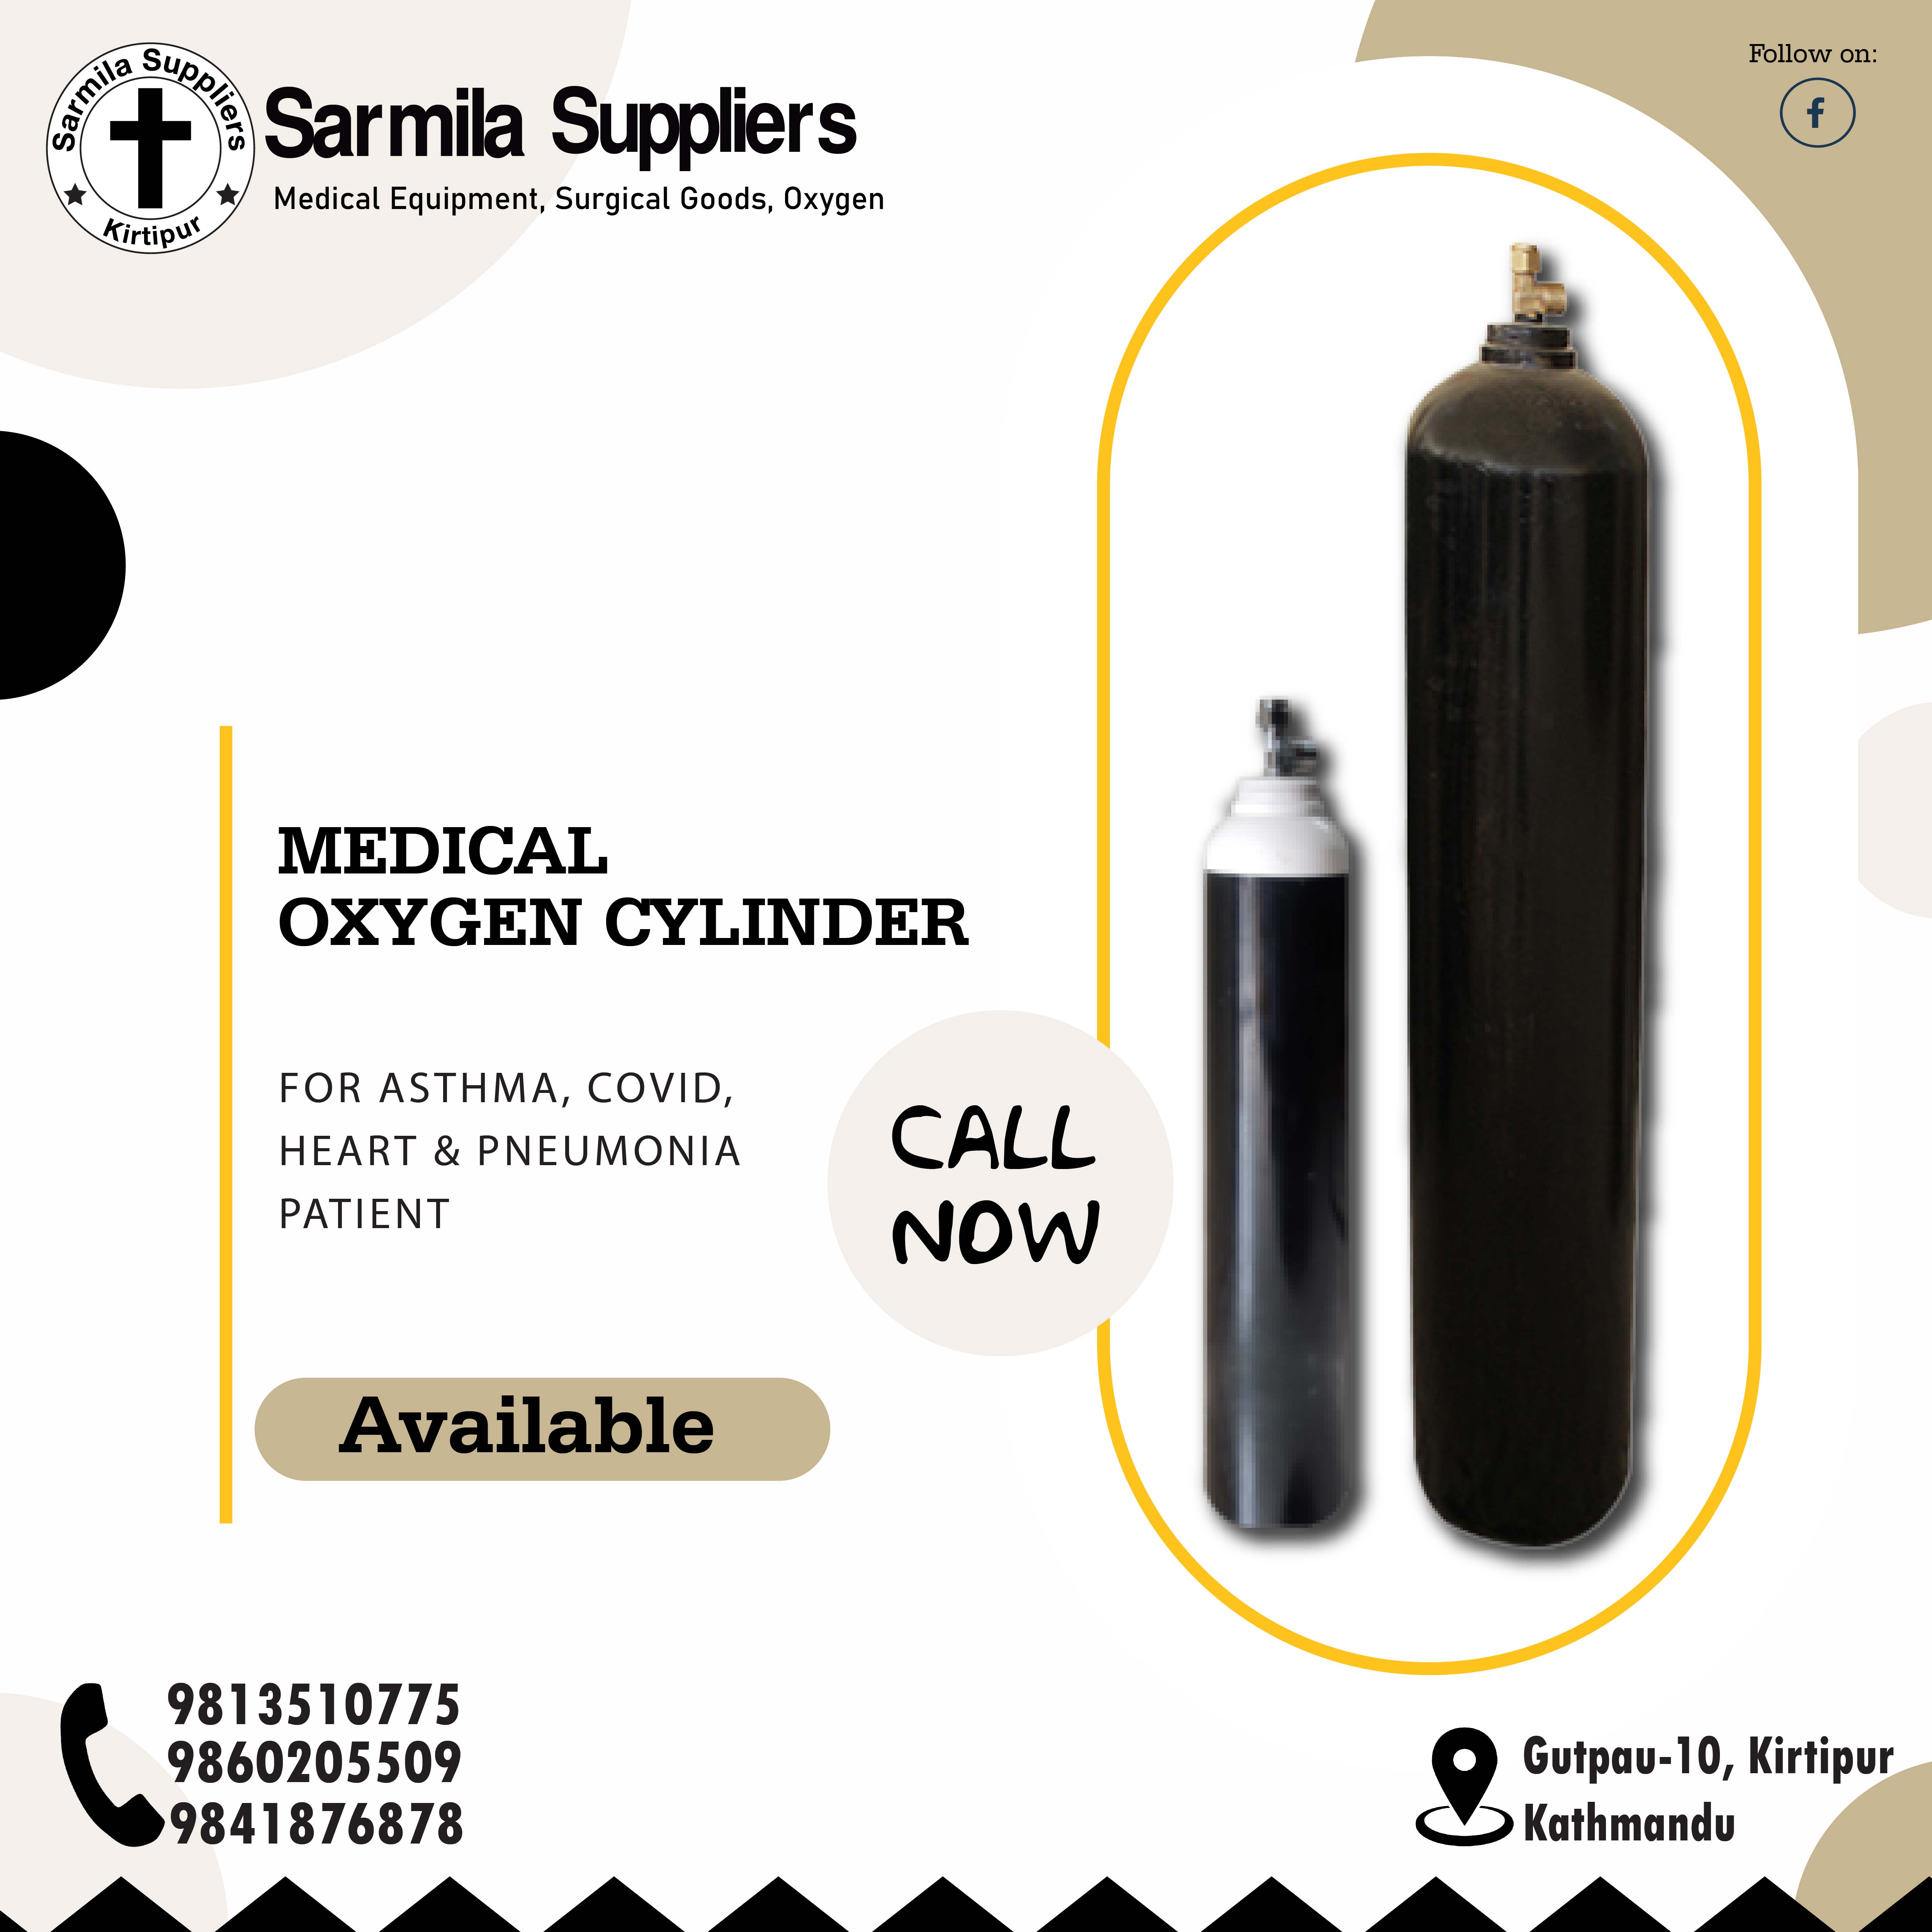 Sarmila Suppliers
Kirtipur
Sarmila Suppliers
Medical Equipment, Surgical Goods, Oxygen
Follow on:
f
MEDICAL
OXYGEN CYLINDER
FOR ASTHMA, COVID,
HEART & PNEUMONIA
PATIENT
CALL
NOW
Available
9813510775
9860205509
9841876878
Gutpau-10, Kirtipur
Kathmandu